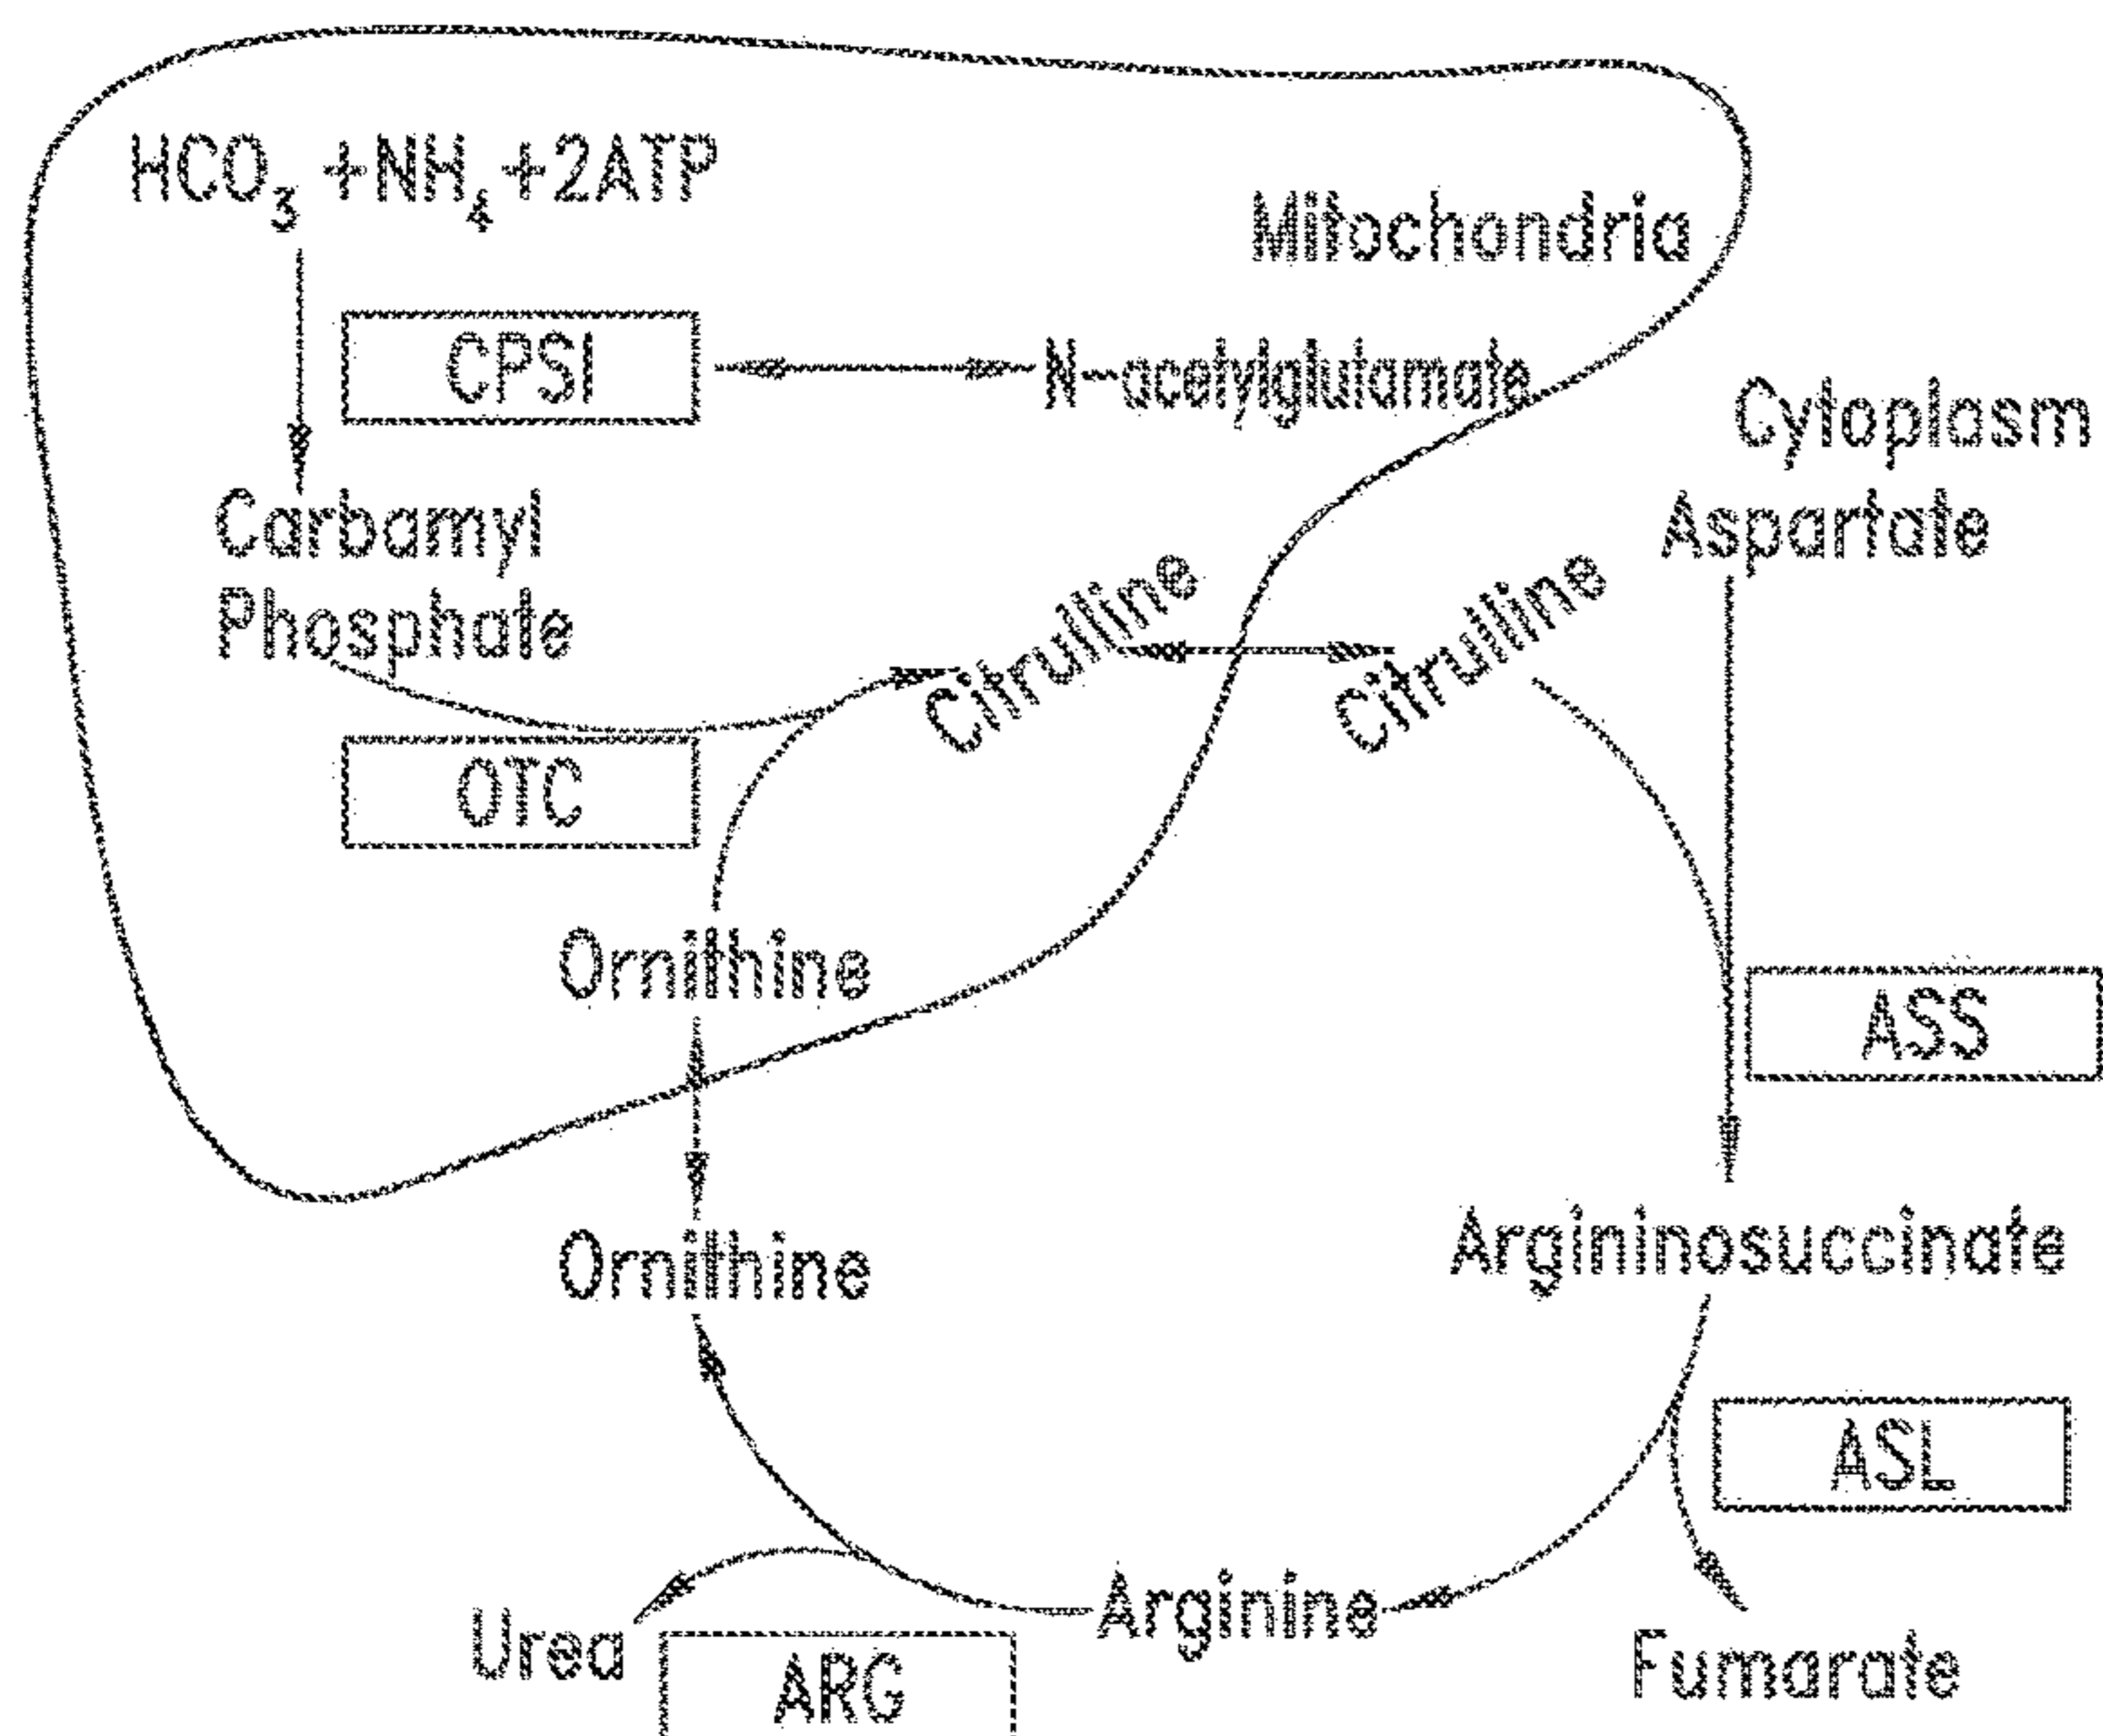 HCO3 +NH4+2ATP
Mitochondria
CPSI
N-acetylglutamate
Cytoplasm
Carbamyl
Phosphate
Aspartate
Citrulline
Citrulline
OTC
Ornithine
ASS
Ornithine
Argininosuccinate
ASL
Arginine
Urea
ARG
Fumarate